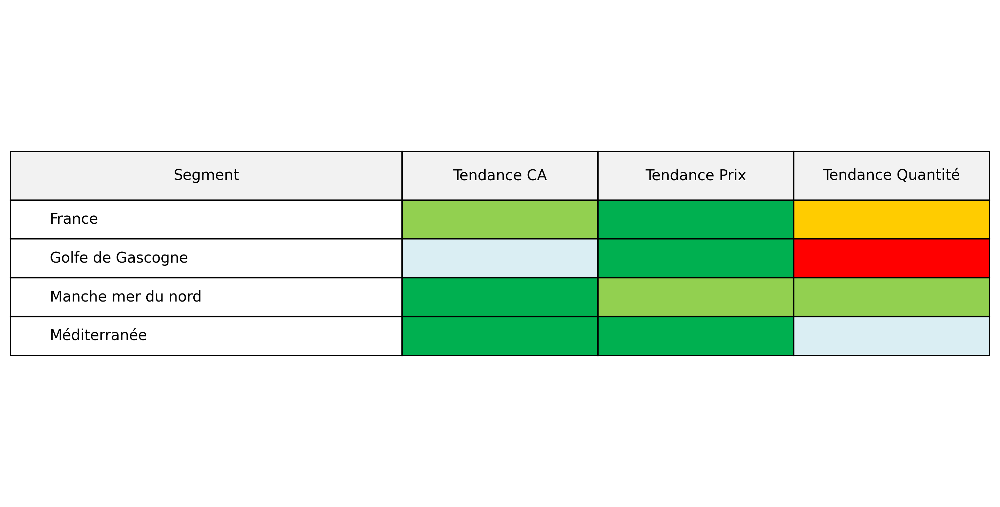 Segment Tendance CA Tendance Prix Tendance Quantité
France
Golfe de Gascogne
Manche mer du nord
Méditerranée